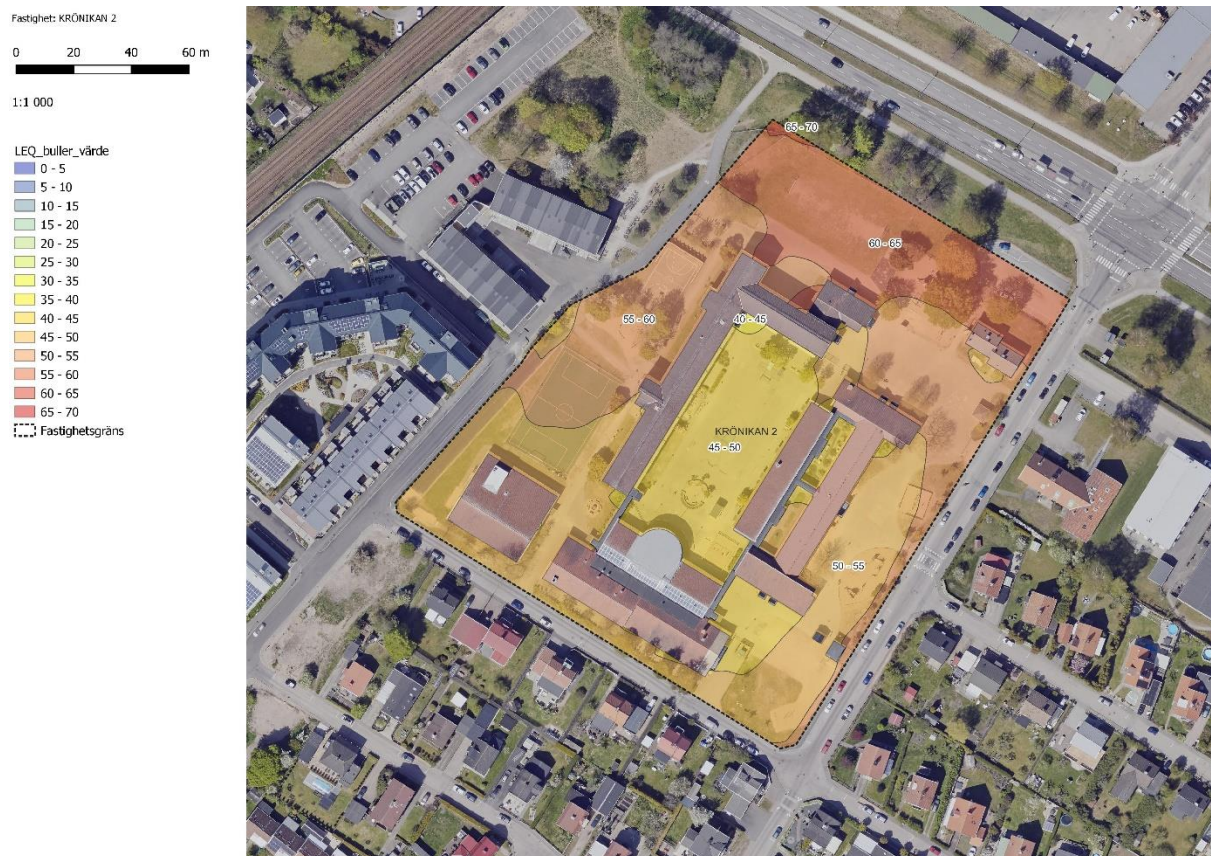 Fastighet: KRÖNIKAN 2
0 20 40 60 m
1:1 000
LEQ_buller_värde
0 - 5
5 - 10
10 - 15
15 - 20
20 - 25
25 - 30
30 - 35
35 - 40
40 - 45
45 - 50
50 - 55
55 - 60
60 - 65
65 - 70
Fastighetsgräns
65 - 70
60 - 65
55 - 60
40 - 45
KRÖNIKAN 2
45 - 50
50 - 55